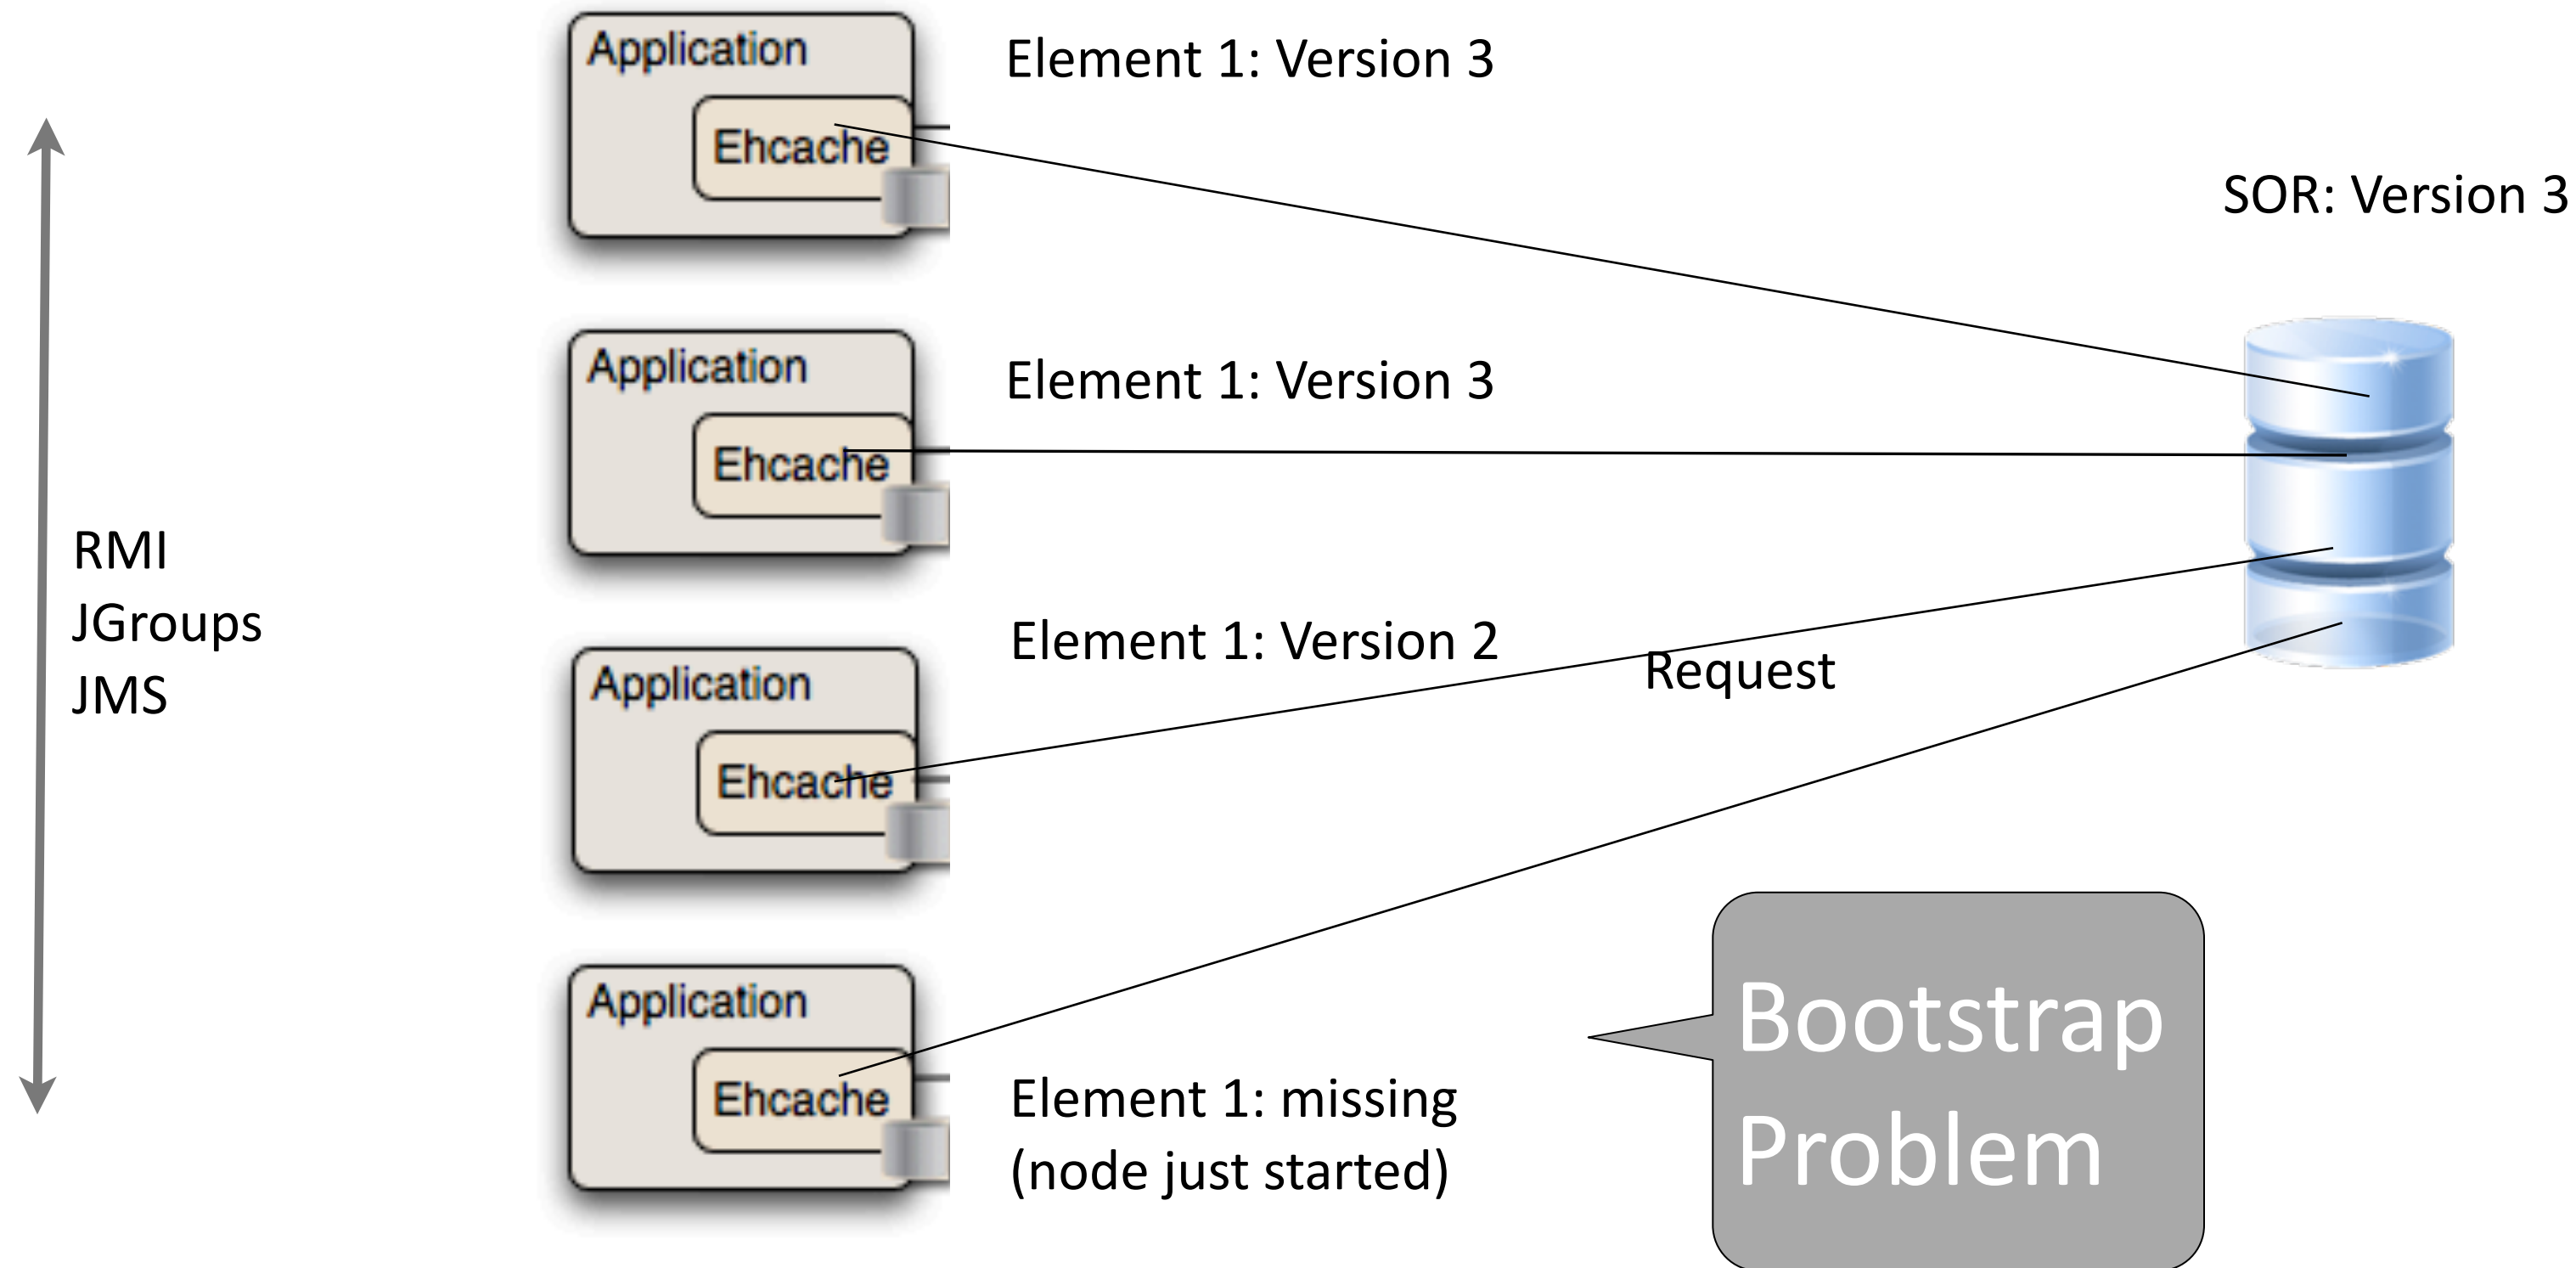 Application
Ehcache
Element 1: Version 3
SOR: Version 3
Application
Ehcache
Element 1: Version 3
RMI
JGroups
JMS
Application
Ehcache
Element 1: Version 2
Request
Application
Ehcache
Element 1: missing
(node just started)
Bootstrap
Problem